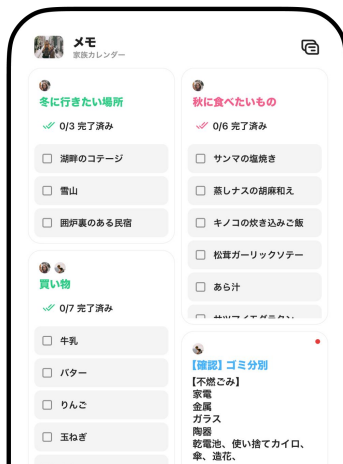 メモ
家族カレンダー
冬に行きたい場所
0/3 完了済み
湖畔のコテージ
雪山
囲炉裏のある民宿
買い物
0/7 完了済み
牛乳
バター
りんご
玉ねぎ
秋に食べたいもの
0/6 完了済み
サンマの塩焼き
蒸しナスの胡麻和え
キノコの炊き込みご飯
松茸ガーリックソテー
あら汁
【確認】ゴミ分別
【不燃ごみ】
家電
金属
ガラス
陶器
乾電池、使い捨てカイロ、
傘、造花、